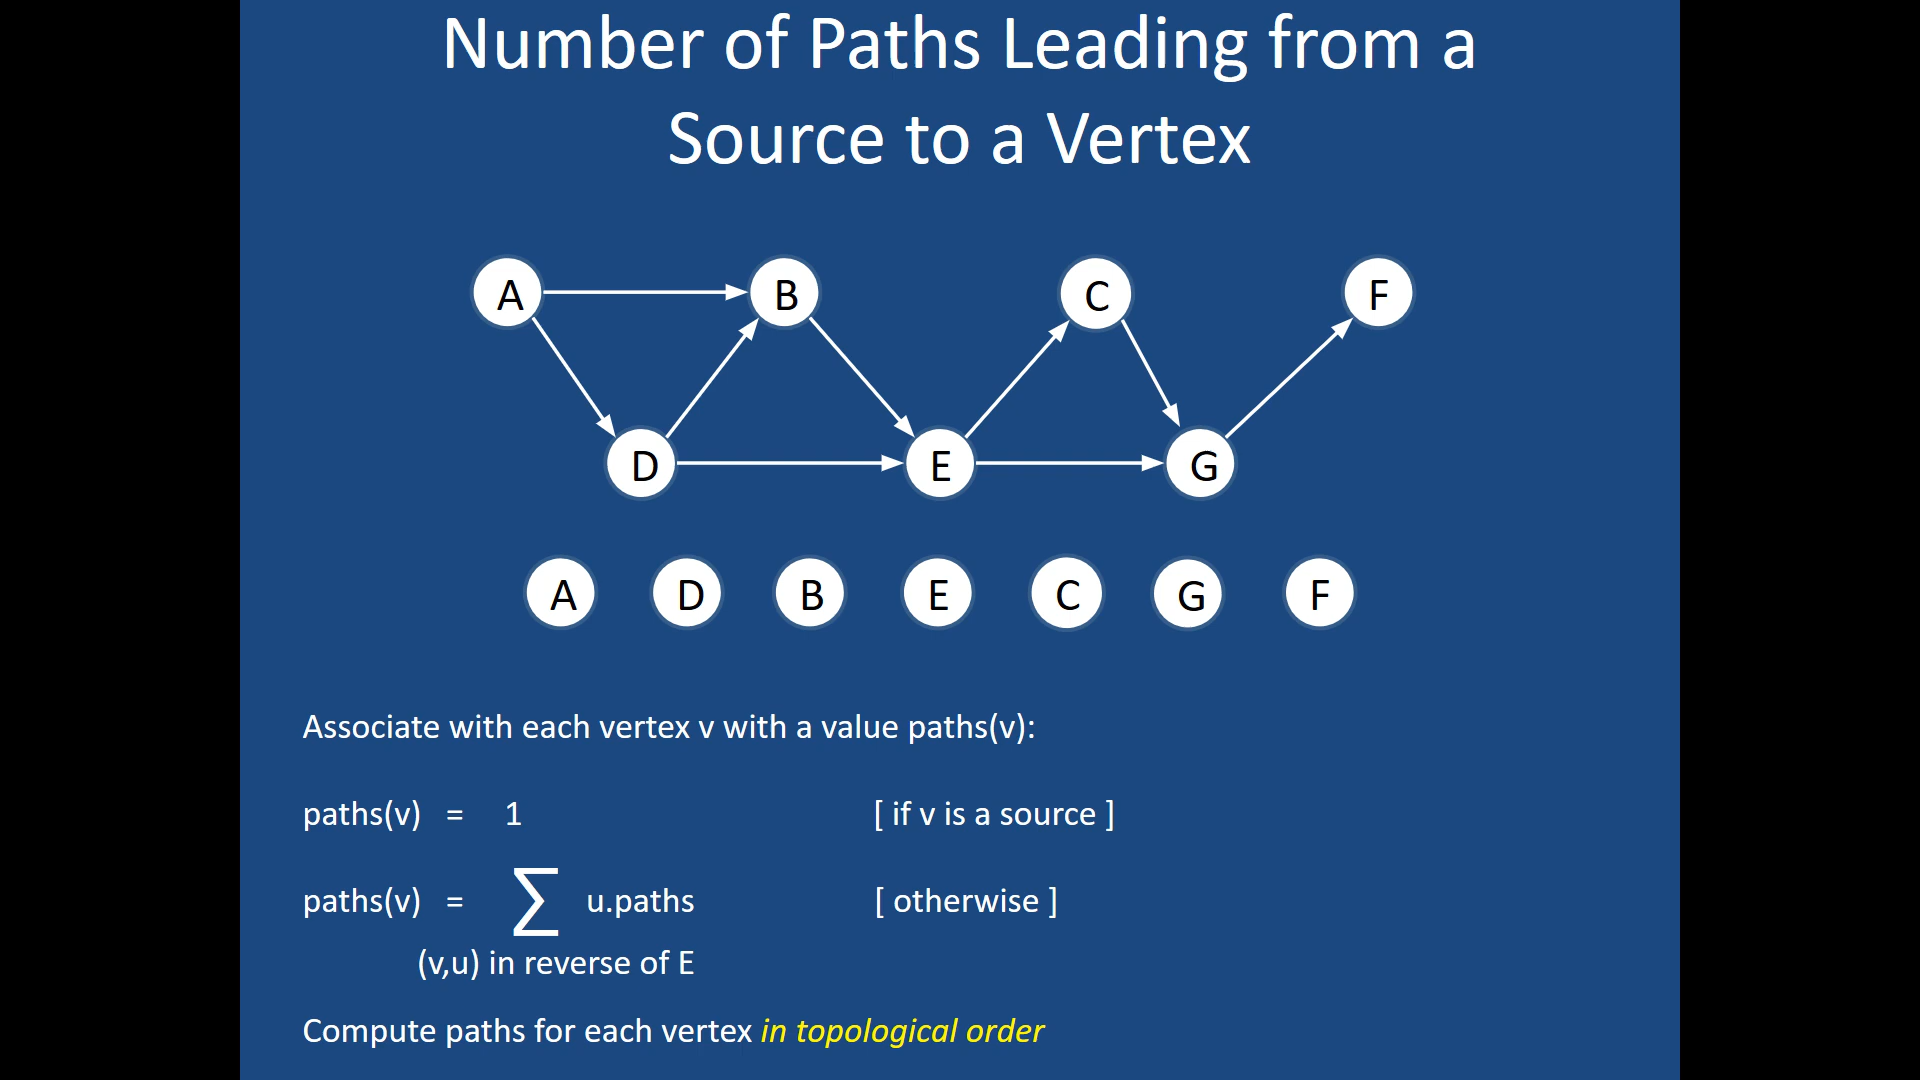 Number of Paths Leading from a
Source to a Vertex
A B C F
D E G
A D B E C G F
Associate with each vertex v with a value paths(v):
paths(v) = 1 [ if v is a source ]
paths(v) = ∑ u.paths [ otherwise ]
(v,u) in reverse of E
Compute paths for each vertex in topological order